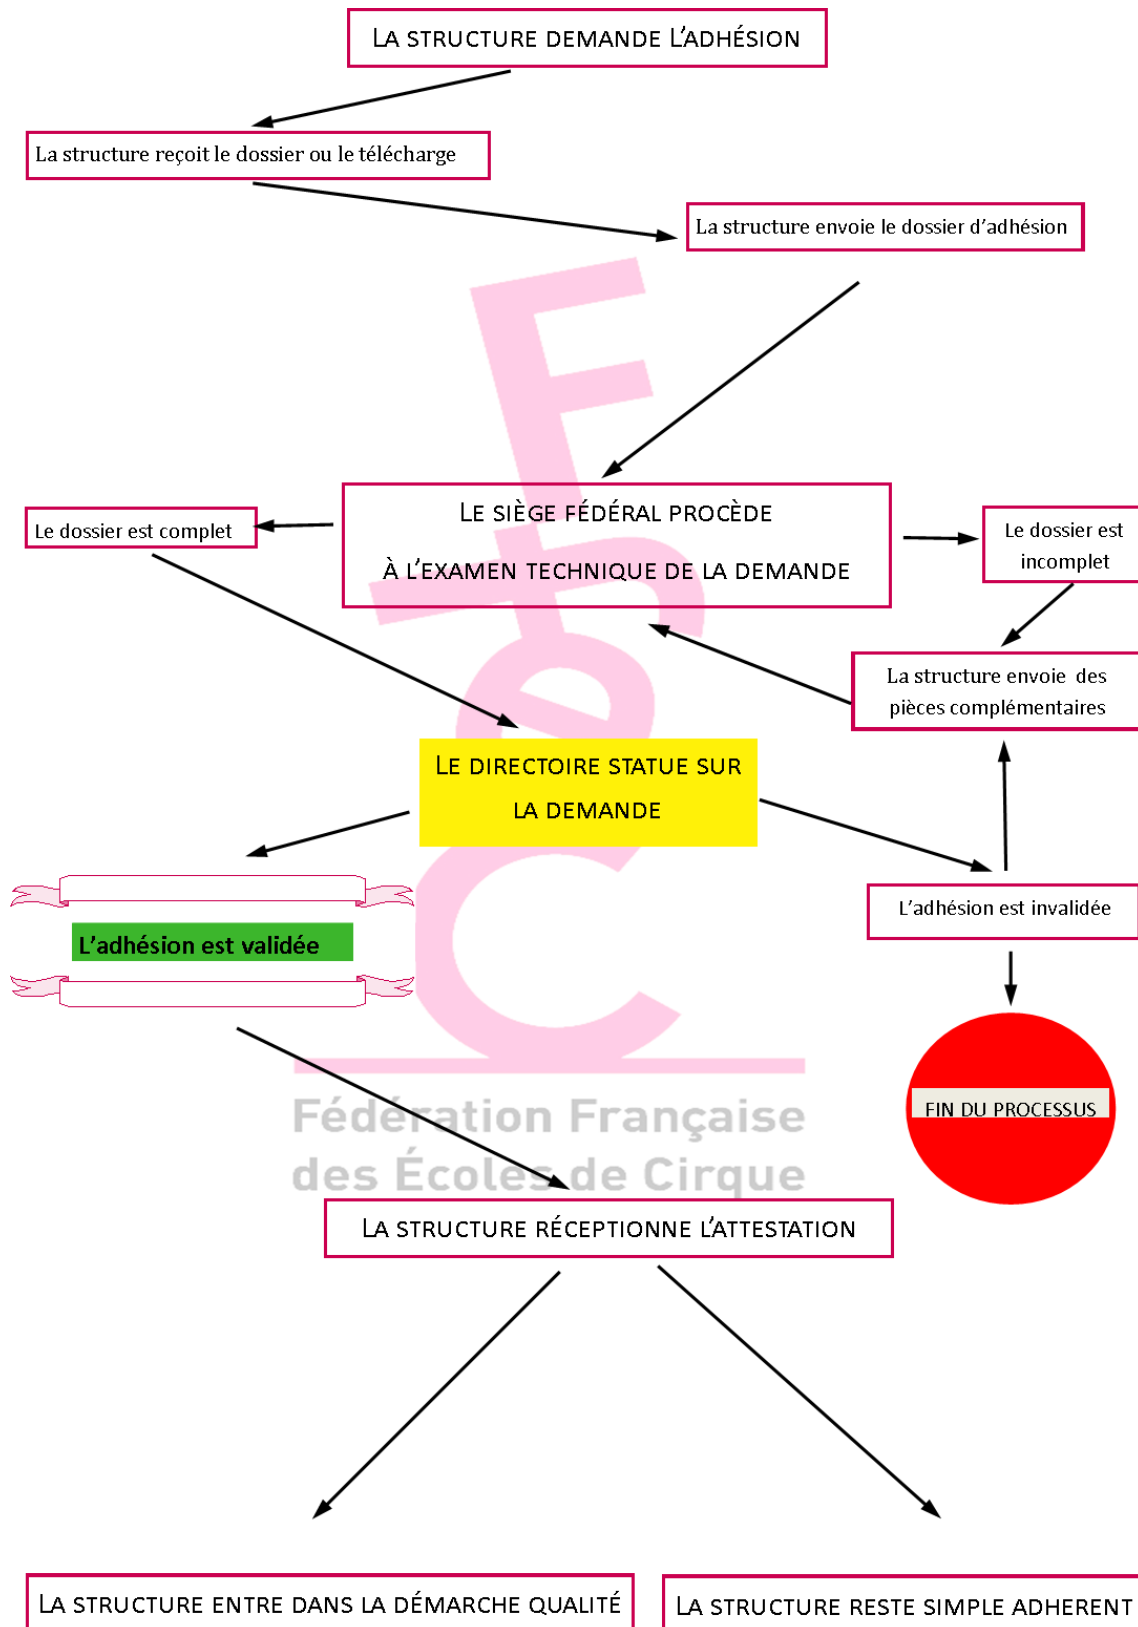 LA STRUCTURE DEMANDE L'ADHÉSION
La structure reçoit le dossier ou le télécharge
La structure envoie le dossier d'adhésion
LE SIÈGE FÉDÉRAL PROCÈDE
À L'EXAMEN TECHNIQUE DE LA DEMANDE
Le dossier est complet
Le dossier est
incomplet
La structure envoie des
pièces complémentaires
LE DIRECTOIRE STATUE SUR
LA DEMANDE
L'adhésion est validée
L'adhésion est invalidée
FIN DU PROCESSUS
FFEC
Fédération Française
des Écoles de Cirque
LA STRUCTURE RÉCEPTIONNE L'ATTESTATION
LA STRUCTURE ENTRE DANS LA DÉMARCHE QUALITÉ
LA STRUCTURE RESTE SIMPLE ADHERENT